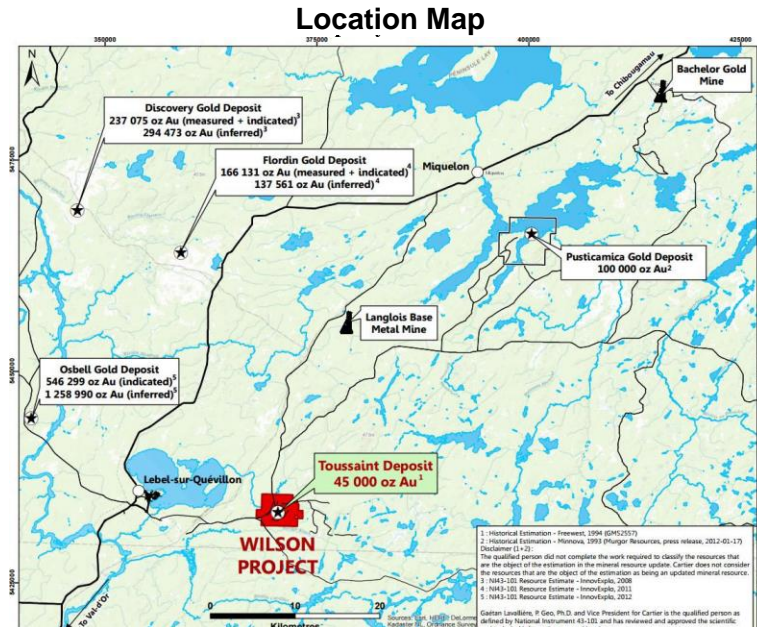 Location Map
350000
375000
400000
425000
N
PENINSULE LAY
To Chibougamau
Bachelor Gold
Mine
Discovery Gold Deposit
237 075 oz Au (measured + indicated)3
294 473 oz Au (inferred)3
Flordin Gold Deposit
166 131 oz Au (measured + indicated)4
137 561 oz Au (inferred)4
Miquelon
5475000
Pusticamica Gold Deposit
100 000 oz Au2
Langlois Base
Metal Mine
5450000
Osbell Gold Deposit
546 299 oz Au (indicated)5
1 258 990 oz Au (inferred)5
Toussaint Deposit
45 000 oz Au1
Lebel-sur-Quévillon
WILSON
PROJECT
5425000
To Val-d'Or
0 10 20
Kilometres
1 : Historical Estimation - Freewest, 1994 (GM52557)
2 : Historical Estimation - Minnova, 1993 (Murgor Resources, press release, 2012-01-17)
Disclaimer (1+2) :
The qualified person did not complete the work required to classify the resources that
are the object of the estimation in the mineral resource update. Cartier does not consider
the resources that are the object of the estimation as being an updated mineral resource.
3 : NI43-101 Resource Estimate - InnovExplo, 2008
4 : NI43-101 Resource Estimate - InnovExplo, 2011
5 : NI43-101 Resource Estimate - InnovExplo, 2012
Gaétan Lavallière, P. Geo, Ph.D. and Vice President for Cartier is the qualified person as
defined by National Instrument 43-101 and has reviewed and approved the scientific